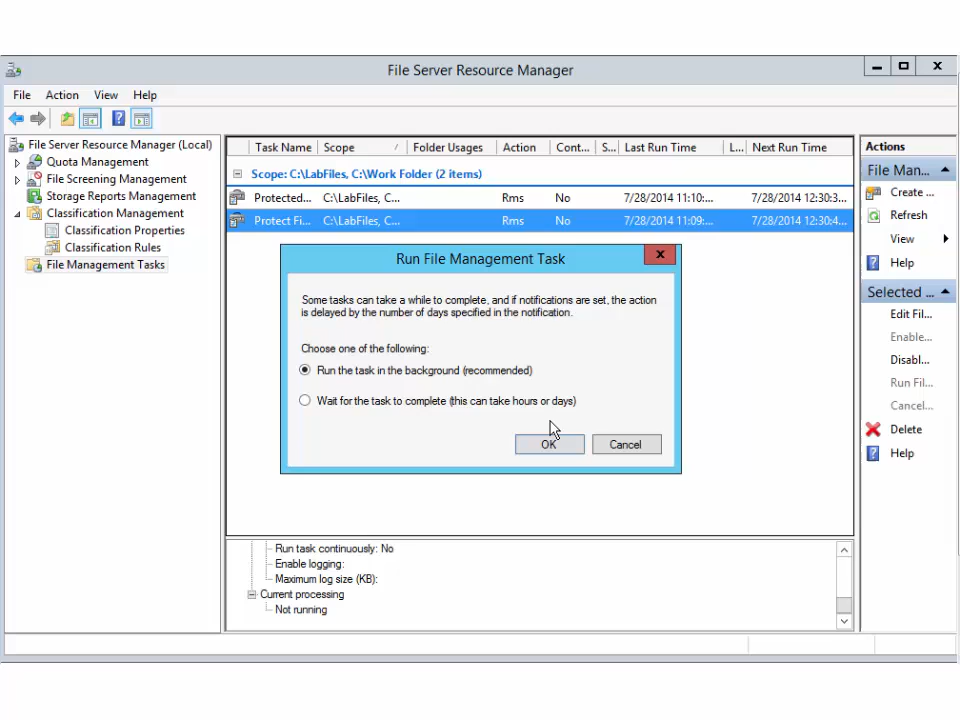 File Server Resource Manager
File Action View Help
File Server Resource Manager (Local)
Quota Management
File Screening Management
Storage Reports Management
Classification Management
Classification Properties
Classification Rules
File Management Tasks
Task Name Scope Folder Usages Action Cont... S... Last Run Time L... Next Run Time
Scope: C:\LabFiles, C:\Work Folder (2 items)
Protected... C:\LabFiles, C... Rms No 7/28/2014 11:10:... 7/28/2014 12:30:3...
Protect Fi... C:\LabFiles, C... Rms No 7/28/2014 11:09:... 7/28/2014 12:30:4...
Run File Management Task
Some tasks can take a while to complete, and if notifications are set, the action
is delayed by the number of days specified in the notification.
Choose one of the following:
Run the task in the background (recommended)
Wait for the task to complete (this can take hours or days)
OK Cancel
Run task continuously: No
Enable logging:
Maximum log size (KB):
Current processing
Not running
Actions
File Man...
Create ...
Refresh
View
Help
Selected ...
Edit Fil...
Enable...
Disabl...
Run Fil...
Cancel...
Delete
Help